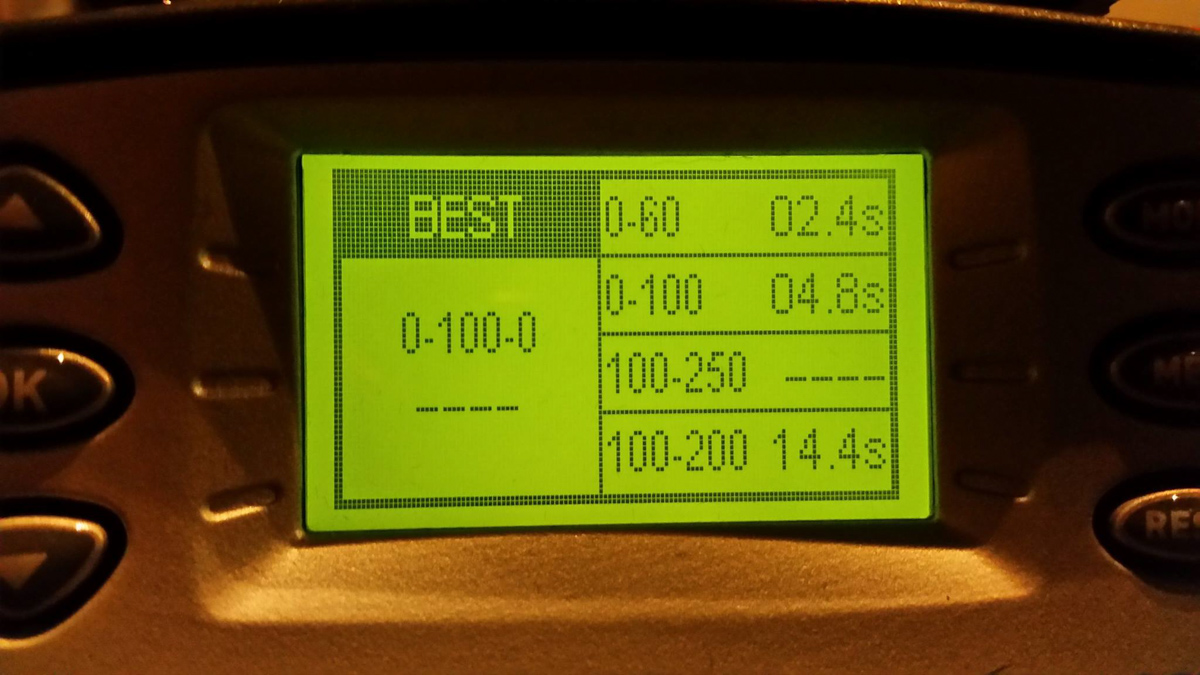 BEST
0-100-0
----
0-60 02.4s
0-100 04.8s
100-250 ----
100-200 14.4s
OK